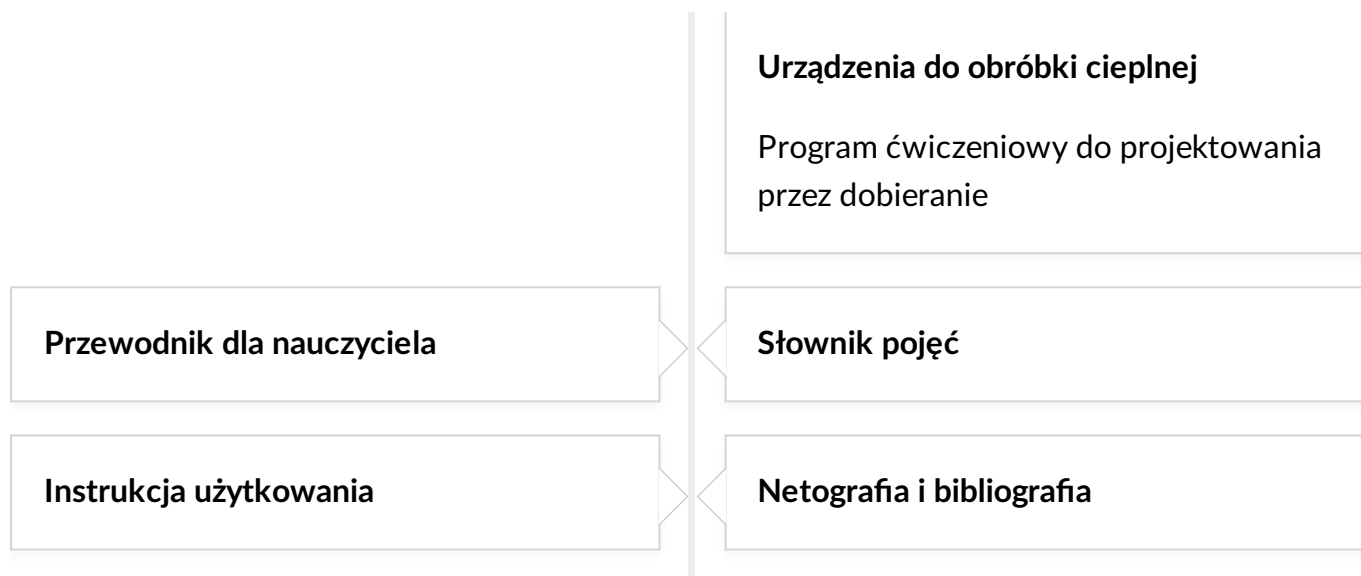 Urządzenia do obróbki cieplnej
Program ćwiczeniowy do projektowania
przez dobieranie
Przewodnik dla nauczyciela
Słownik pojęć
Instrukcja użytkowania
Netografia i bibliografia